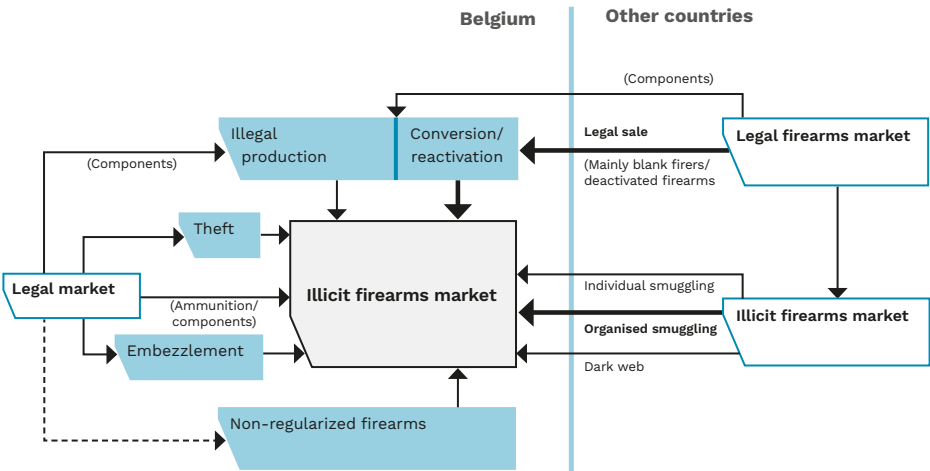 Belgium
Other countries
(Components)
Illegal
production
Conversion/
reactivation
Legal sale
(Mainly blank firers/
deactivated firearms
Legal firearms market
(Components)
Theft
Legal market
(Ammunition/
components)
Illicit firearms market
Individual smuggling
Organised smuggling
Dark web
Illicit firearms market
Embezzlement
Non-regularized firearms